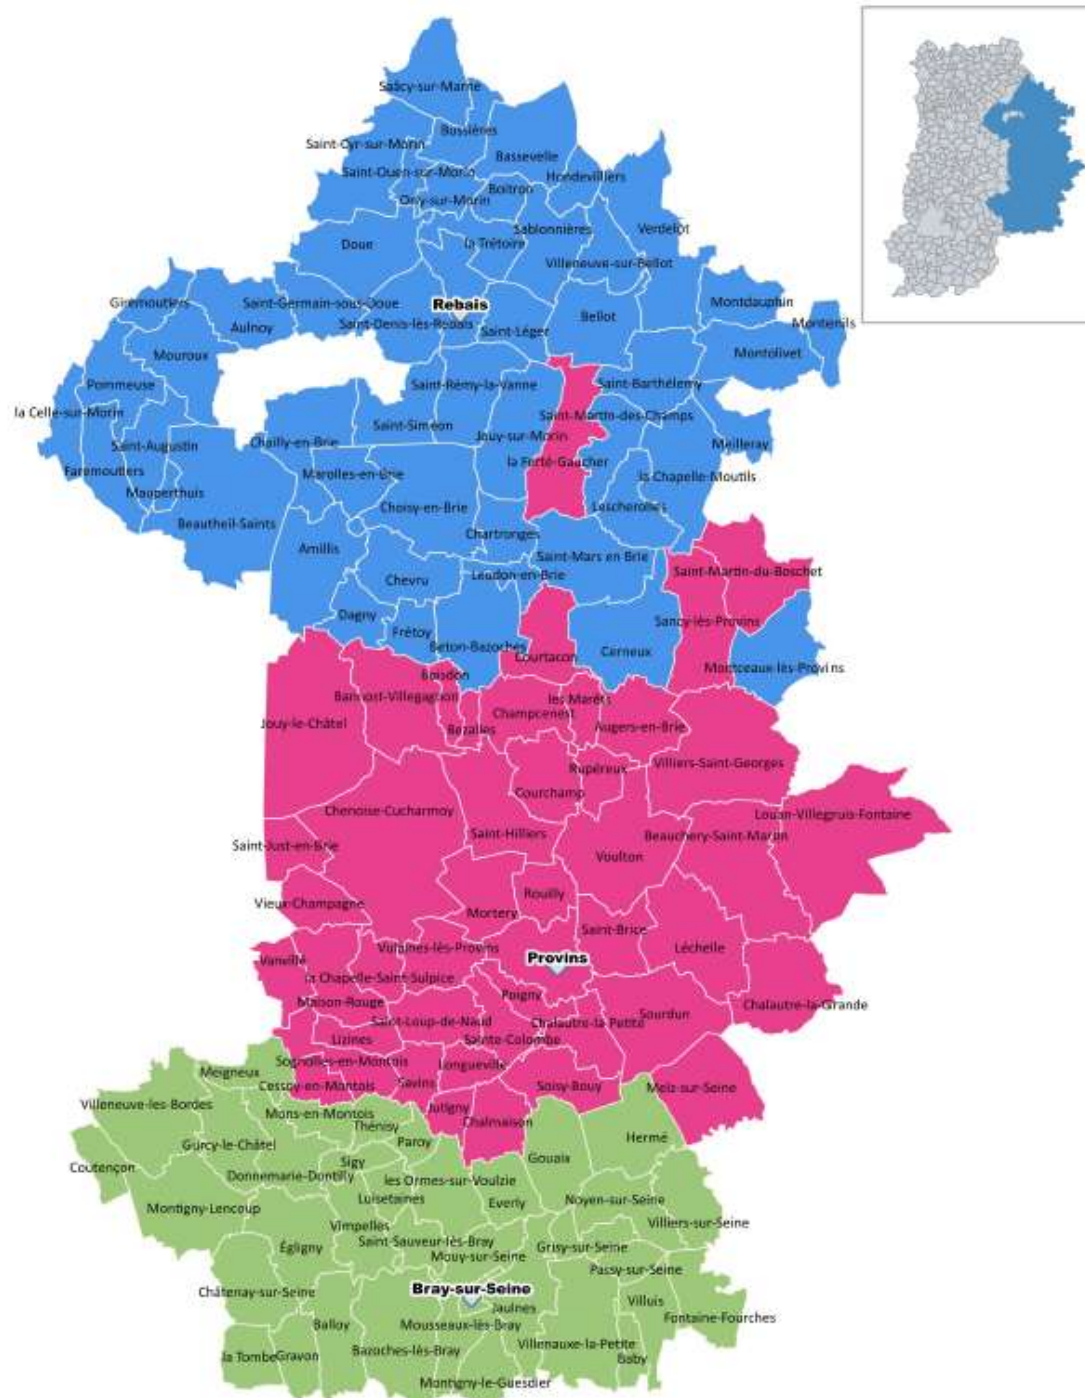 Saâcy-sur-Marne
Bussières
Saint-Cyr-sur-Morin
Bassevelle
Saint-Ouen-sur-Morin
Hondevilliers
Boitron
Orly-sur-Morin
Sablonnières
Verdelot
Doue
la Trétoire
Villeneuve-sur-Bellot
Giremoutiers
Saint-Germain-sous-Doue
Rebais
Montdauphin
Aulnoy
Saint-Denis-lès-Rebais
Saint-Léger
Bellot
Montenils
Mouroux
Montolivet
Pommeuse
Saint-Rémy-la-Vanne
Saint-Barthélemy
la Celle-sur-Morin
Saint-Siméon
Saint-Martin-des-Champs
Saint-Augustin
Chailly-en-Brie
Jouy-sur-Morin
Meilleray
Faremoutiers
Marolles-en-Brie
la Ferté-Gaucher
la Chapelle-Moutils
Mauperthuis
Choisy-en-Brie
Lescherolles
Beautheil-Saints
Chartronges
Amillis
Saint-Mars en Brie
Chevru
Leudon-en-Brie
Saint-Martin-du-Boschet
Dagny
Sancy-lès-Provins
Frétoy
Beton-Bazoches
Courtacon
Cerneux
Montceaux-lès-Provins
Boisdon
Bannost-Villegagnon
les Marêts
Champcenest
Jouy-le-Châtel
Bezalles
Augers-en-Brie
Villiers-Saint-Georges
Rupéreux
Courchamp
Chenoise-Cucharmoy
Louan-Villegruis-Fontaine
Saint-Hilliers
Beauchery-Saint-Martin
Saint-Just-en-Brie
Voulton
Rouilly
Vieux-Champagne
Mortery
Saint-Brice
Vulaines-lès-Provins
Léchelle
Vanvillé
Provins
la Chapelle-Saint-Sulpice
Poigny
Maison-Rouge
Chalautre-la-Grande
Saint-Loup-de-Naud
Chalautre-la-Petite
Sourdun
Lizines
Sainte-Colombe
Sognolles-en-Montois
Longueville
Meigneux
Cessoy-en-Montois
Savins
Soisy-Bouy
Melz-sur-Seine
Villeneuve-les-Bordes
Mons-en-Montois
Jutigny
Thénisy
Chalmaison
Gurcy-le-Châtel
Paroy
Hermé
Coutençon
Sigy
Gouaix
Donnemarie-Dontilly
les Ormes-sur-Voulzie
Luisetaines
Everly
Noyen-sur-Seine
Montigny-Lencoup
Vimpelles
Villiers-sur-Seine
Égligny
Saint-Sauveur-lès-Bray
Mouy-sur-Seine
Grisy-sur-Seine
Passy-sur-Seine
Châtenay-sur-Seine
Bray-sur-Seine
Villuis
Jaulnes
Fontaine-Fourches
Balloy
Mousseaux-lès-Bray
Villenauxe-la-Petite
la Tombe
Gravon
Bazoches-lès-Bray
Baby
Montigny-le-Guesdier